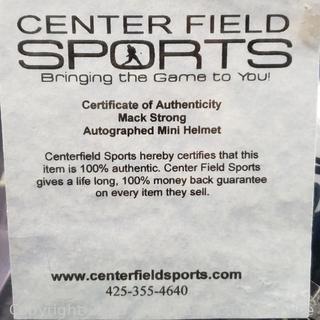 CENTER FIELD
SPORTS
Bringing the Game to You!
Certificate of Authenticity
Mack Strong
Autographed Mini Helmet
Centerfield Sports hereby certifies that this
item is 100% authentic. Center Field Sports
gives a life long, 100% money back guarantee
on every item they sell.
www.centerfieldsports.com
425-355-4640